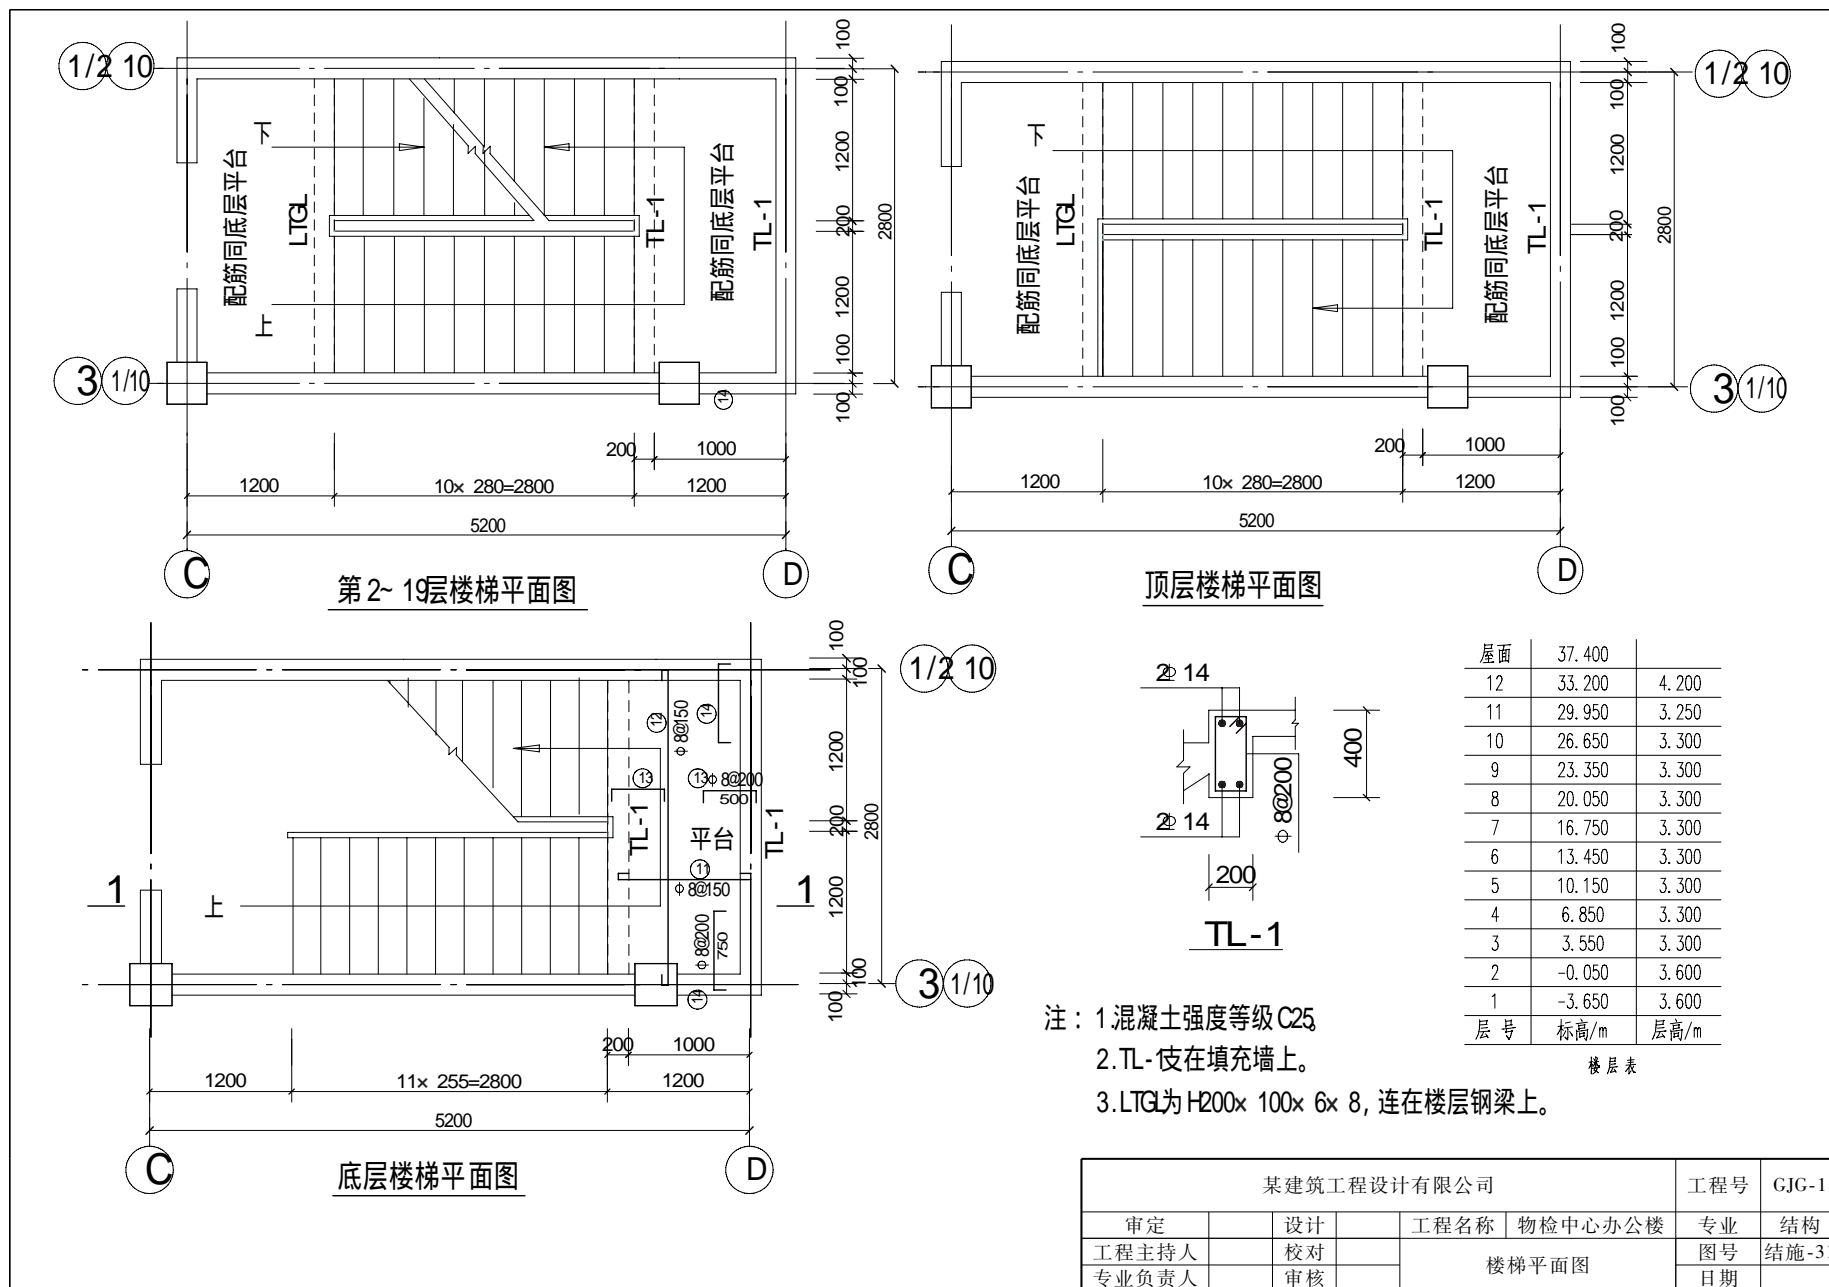 1/2 10
下
配筋同底层平台
LTGL
TL-1
配筋同底层平台
TL-1
上
3 1/10
14
100
100
1200
200
1200
100
100
2800
200 1000
1200 10× 280=2800 1200
5200
C D
第2~19层楼梯平面图
1/2 10
下
配筋同底层平台
LTGL
TL-1
配筋同底层平台
TL-1
3 1/10
100
100
1200
200
1200
100
100
2800
200 1000
1200 10× 280=2800 1200
5200
C D
顶层楼梯平面图
1/2 10
12
ϕ8@150
14
13
13 ϕ8@200
500
TL-1
平台
TL-1
11
ϕ8@150
1 1
上
ϕ8@200
750
14
3 1/10
100
100
1200
200
1200
100
100
2800
200 1000
1200 11× 255=2800 1200
5200
C D
底层楼梯平面图
2ϕ14
2ϕ14
ϕ8@200
400
200
TL-1
屋面 37.400
12 33.200 4.200
11 29.950 3.250
10 26.650 3.300
9 23.350 3.300
8 20.050 3.300
7 16.750 3.300
6 13.450 3.300
5 10.150 3.300
4 6.850 3.300
3 3.550 3.300
2 -0.050 3.600
1 -3.650 3.600
层号 标高/m 层高/m
楼层表
注：1.混凝土强度等级C25。
2.TL-1支在填充墙上。
3.LTGL为H200×100×6×8,连在楼层钢梁上。
某建筑工程设计有限公司 工程号 GJG-1
审定 设计 工程名称 物检中心办公楼 专业 结构
工程主持人 校对 楼梯平面图 图号 结施-31
专业负责人 审核 日期